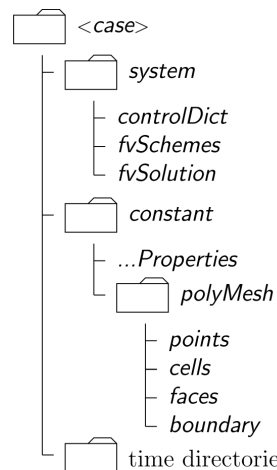 <case>
system
controlDict
fvSchemes
fvSolution
constant
...Properties
polyMesh
points
cells
faces
boundary
time directorie